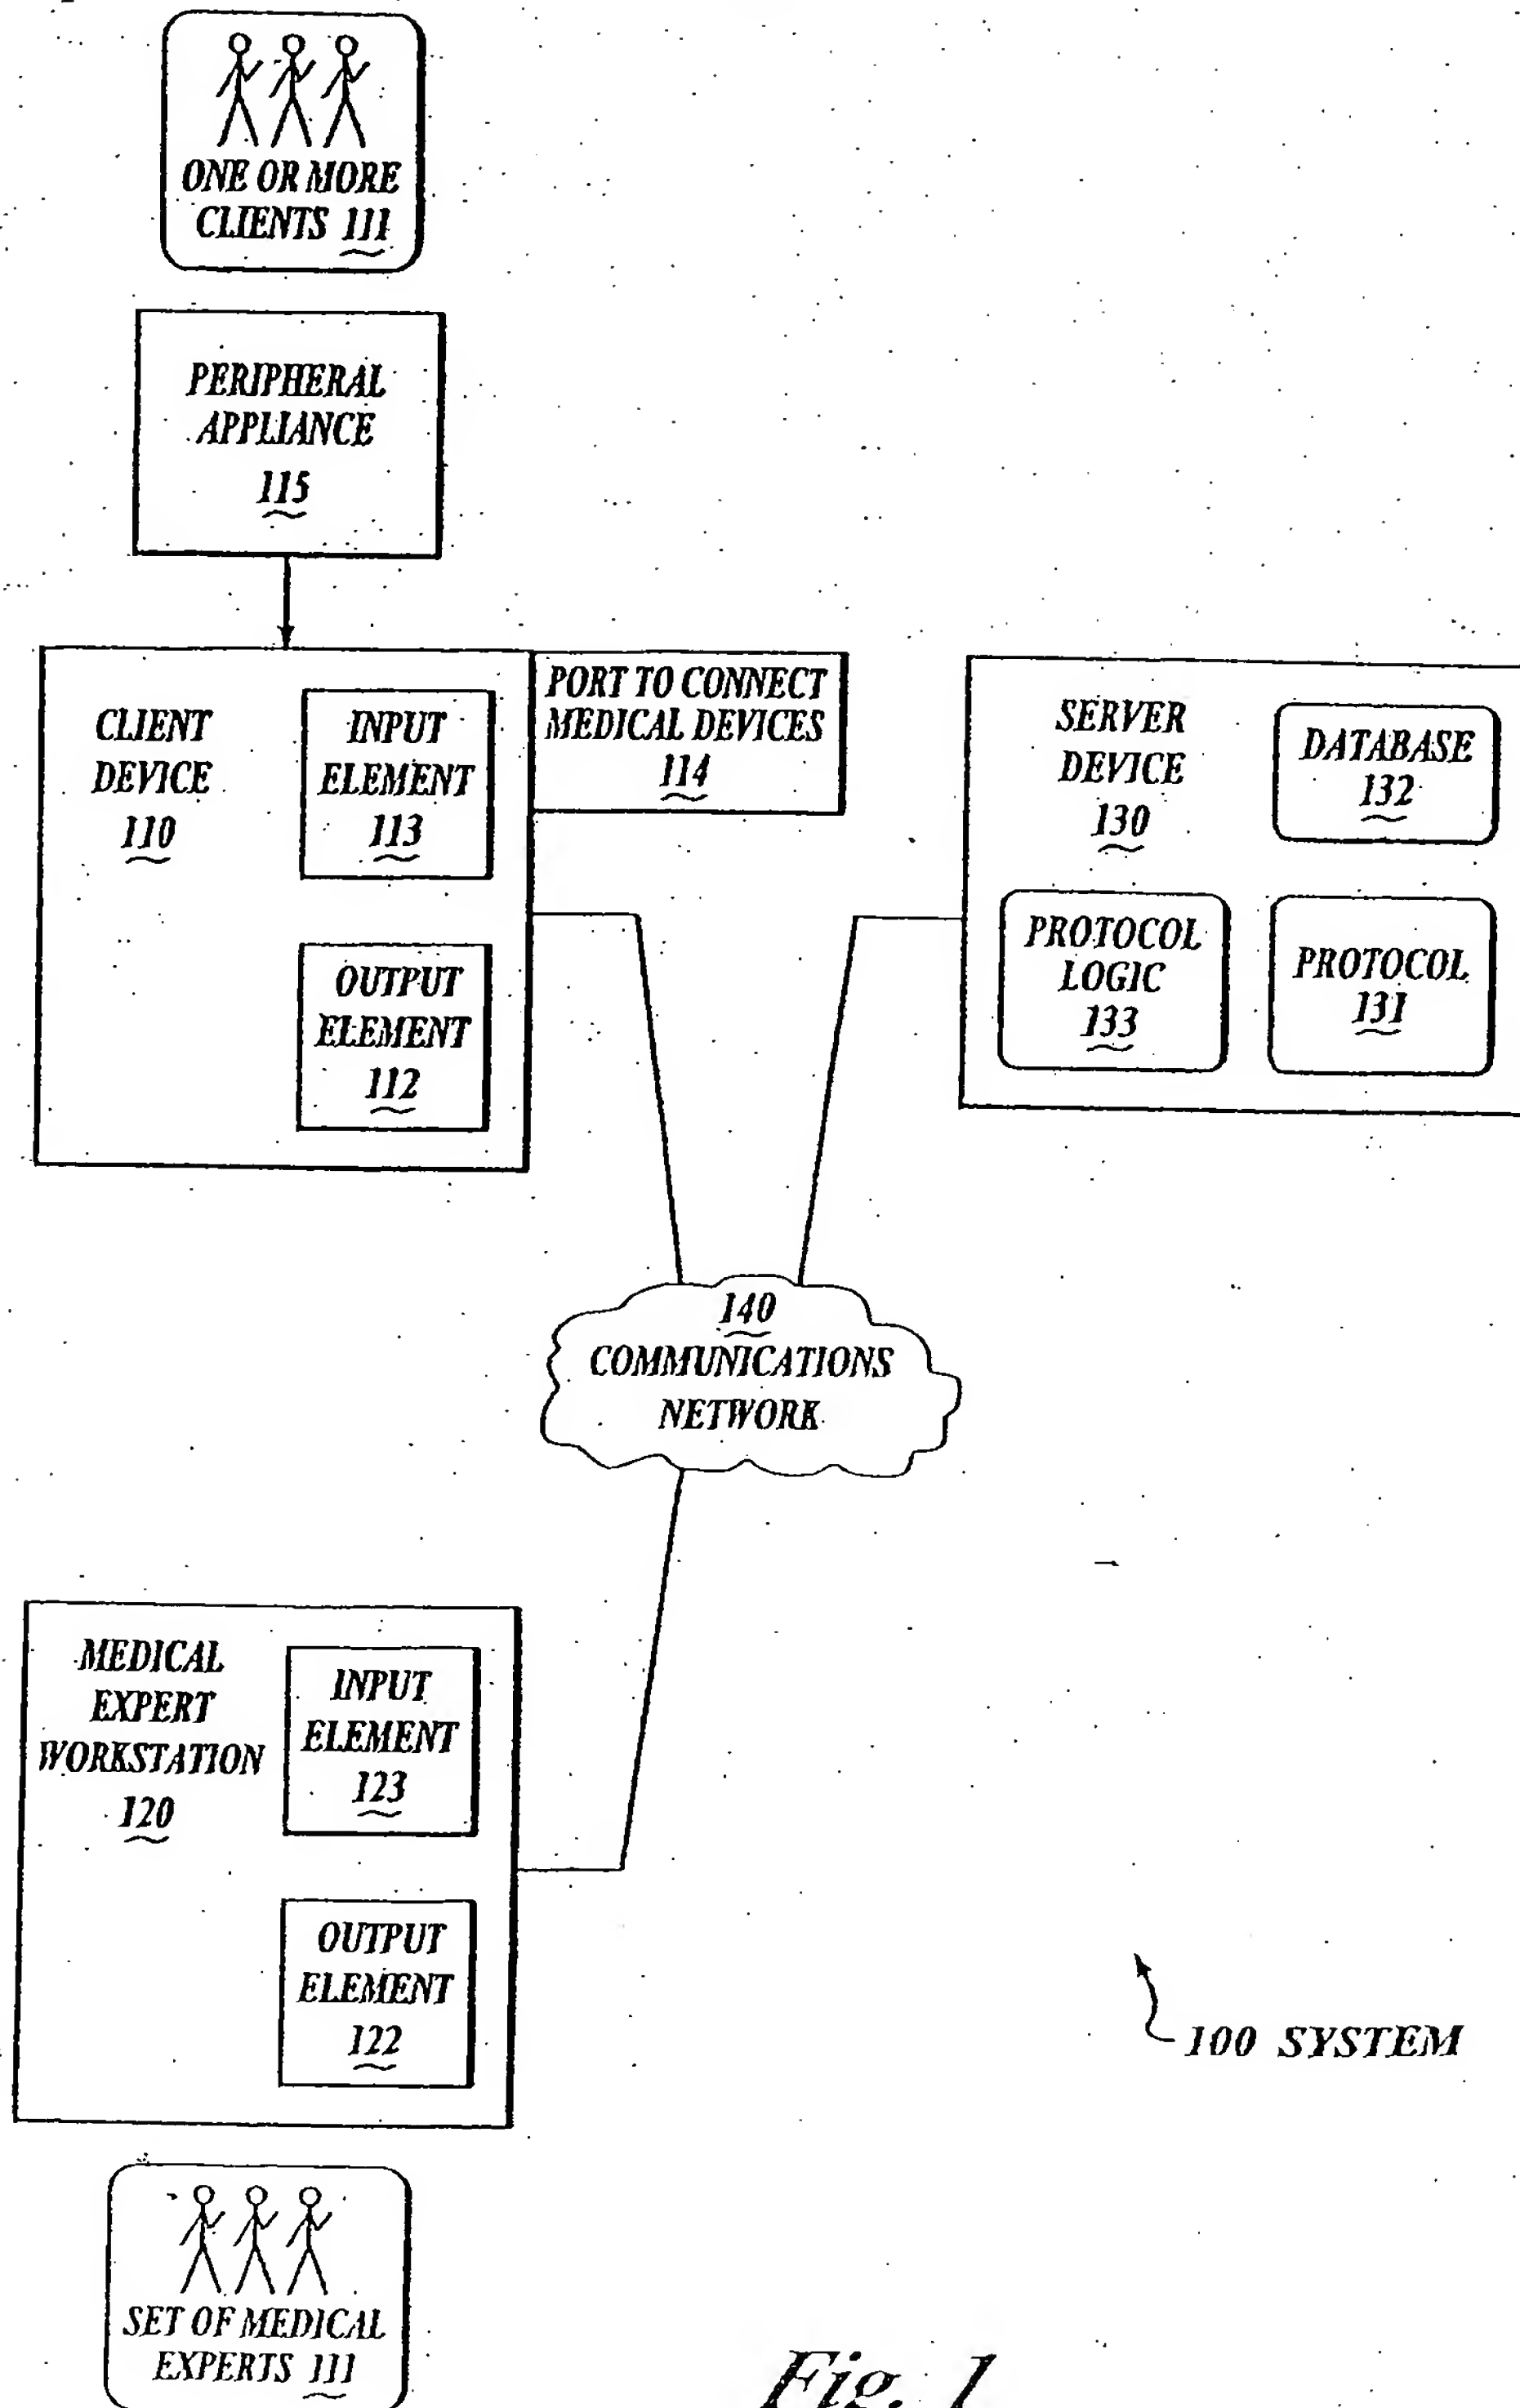 ONE OR MORE
CLIENTS 111
PERIPHERAL
APPLIANCE
115
CLIENT
DEVICE
110
INPUT
ELEMENT
113
OUTPUT
ELEMENT
112
PORT TO CONNECT
MEDICAL DEVICES
114
SERVER
DEVICE
130
DATABASE
132
PROTOCOL
LOGIC
133
PROTOCOL
131
140
COMMUNICATIONS
NETWORK
MEDICAL
EXPERT
WORKSTATION
120
INPUT
ELEMENT
123
OUTPUT
ELEMENT
122
100 SYSTEM
SET OF MEDICAL
EXPERTS 111
Fig. 1